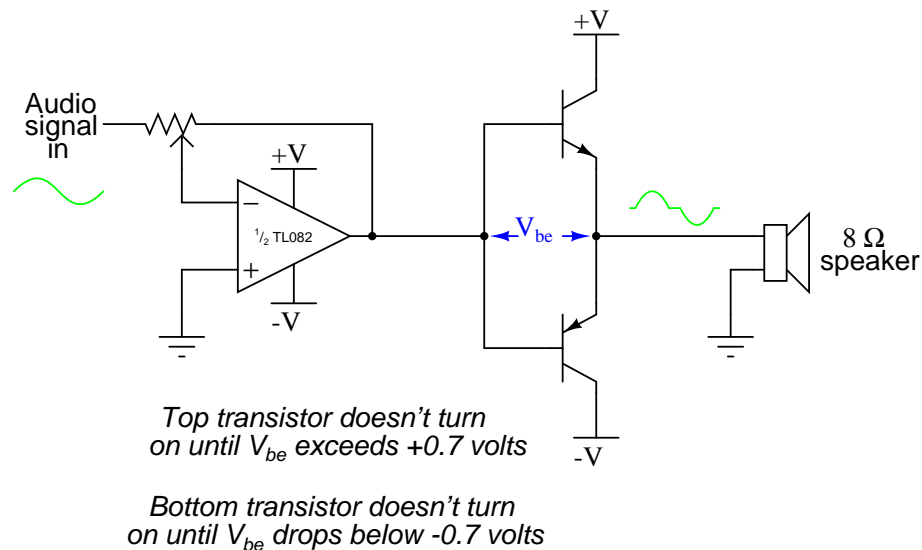 +V
Audio
signal
in
+V
−
1/2 TL082
+
-V
Vbe
8 Ω
speaker
-V
Top transistor doesn't turn
on until Vbe exceeds +0.7 volts
Bottom transistor doesn't turn
on until Vbe drops below -0.7 volts